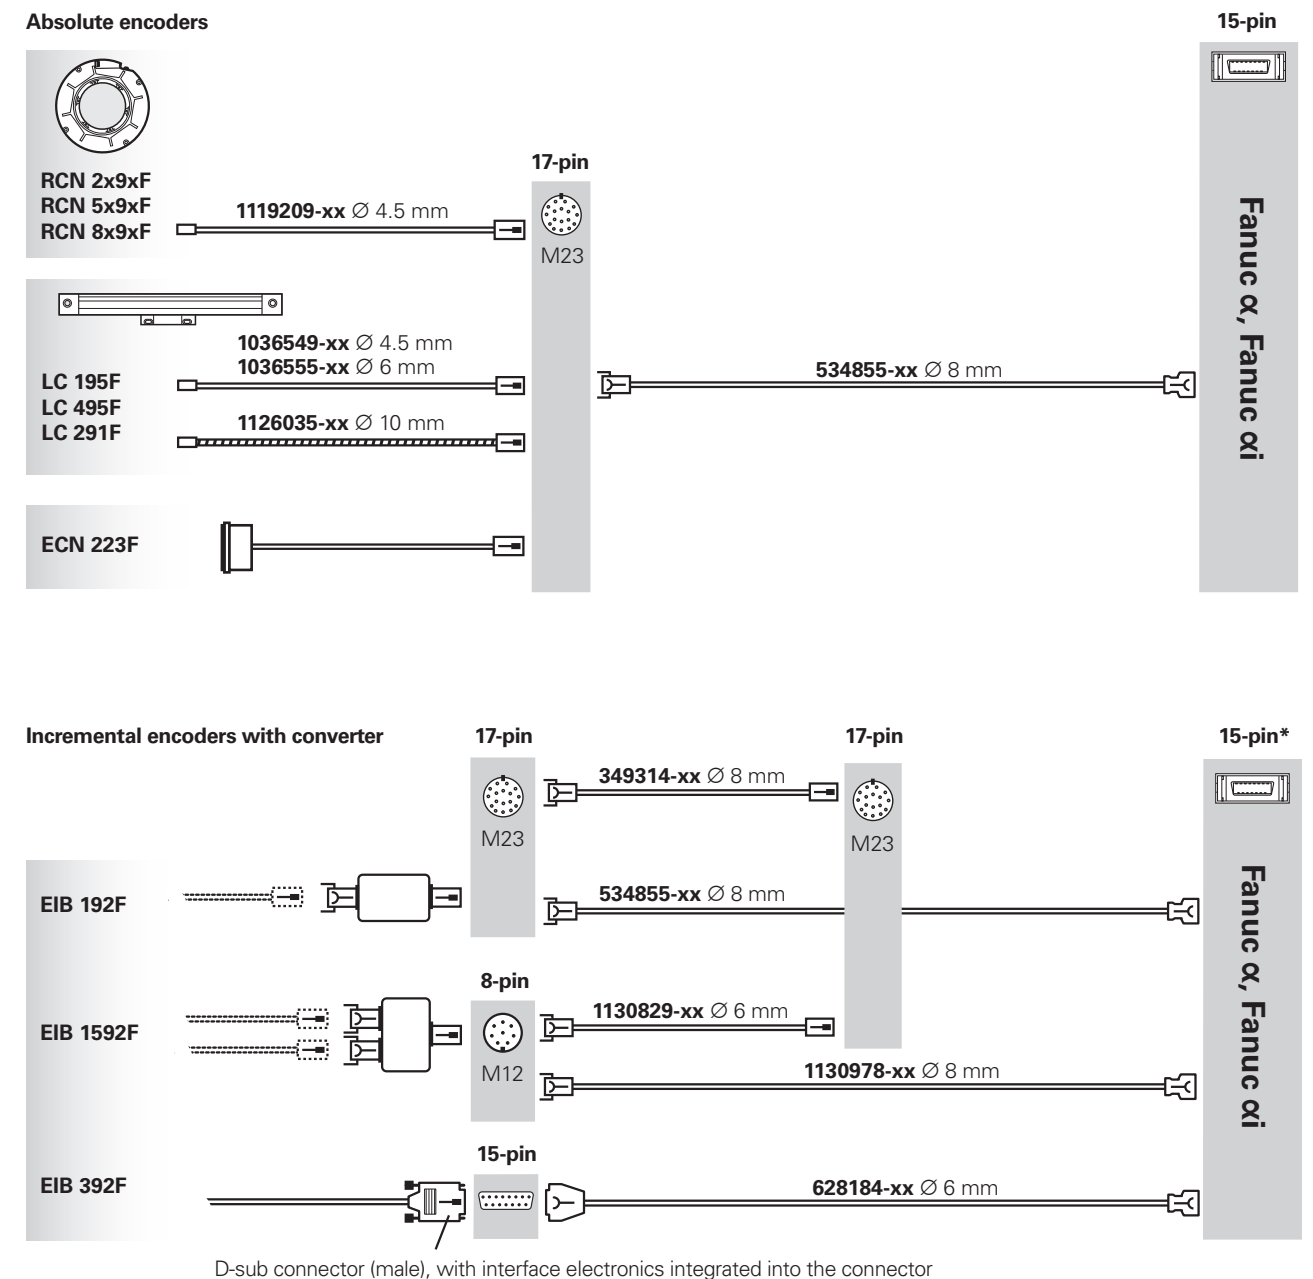 Absolute encoders
15-pin
17-pin
RCN 2x9xF
RCN 5x9xF
RCN 8x9xF
1119209-xx Ø 4.5 mm
M23
1036549-xx Ø 4.5 mm
1036555-xx Ø 6 mm
LC 195F
LC 495F
LC 291F
1126035-xx Ø 10 mm
534855-xx Ø 8 mm
Fanuc α, Fanuc αi
ECN 223F
Incremental encoders with converter
17-pin
17-pin
15-pin*
349314-xx Ø 8 mm
M23
M23
EIB 192F
534855-xx Ø 8 mm
8-pin
EIB 1592F
1130829-xx Ø 6 mm
M12
1130978-xx Ø 8 mm
Fanuc α, Fanuc αi
15-pin
EIB 392F
628184-xx Ø 6 mm
D-sub connector (male), with interface electronics integrated into the connector